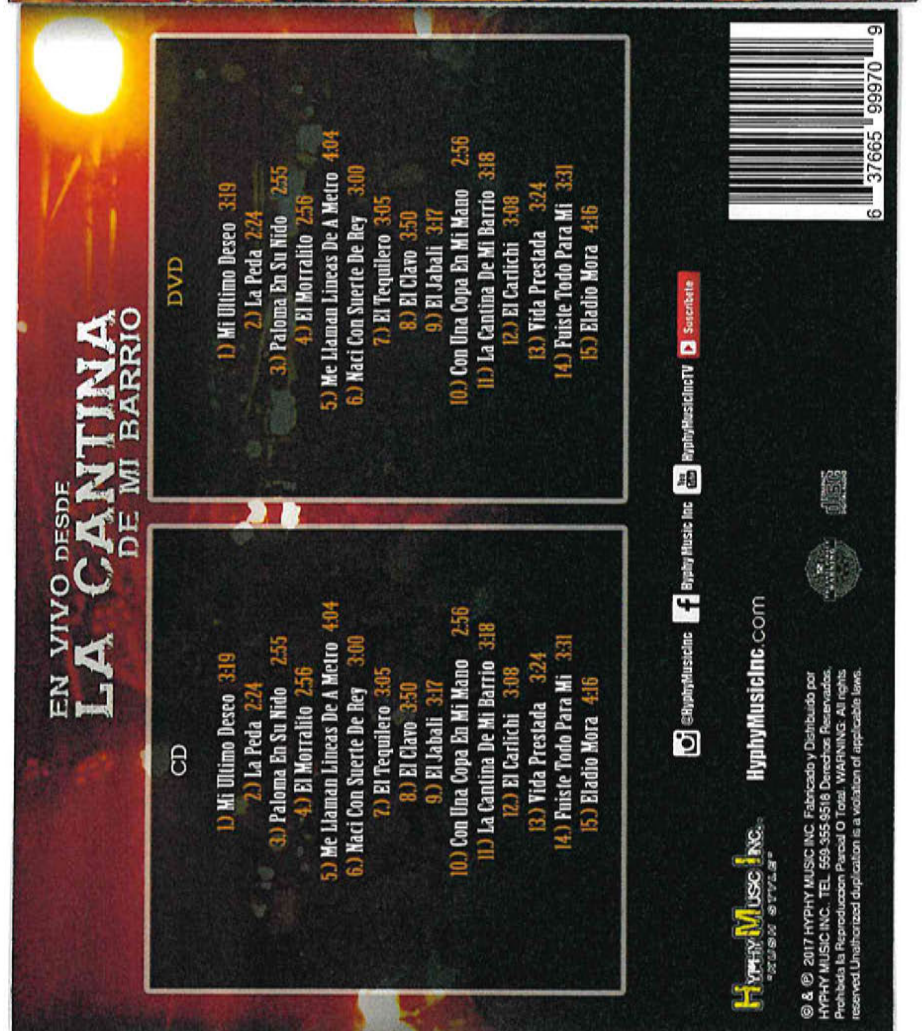 EN VIVO DESDE
LA CANTINA
DE MI BARRIO
CD
1.) Mi Ultimo Deseo 3:19
2.) La Peda 2:24
3.) Paloma En Su Nido 2:55
4.) El Morralito 2:56
5.) Me Llaman Lineas De A Metro 4:04
6.) Naci Con Suerte De Rey 3:00
7.) El Tequilero 3:05
8.) El Clavo 3:50
9.) El Jabali 3:17
10.) Con Una Copa En Mi Mano 2:56
11.) La Cantina De Mi Barrio 3:18
12.) El Carlichi 3:08
13.) Vida Prestada 3:24
14.) Fuiste Todo Para Mi 3:31
15.) Eladio Mora 4:16
DVD
1.) Mi Ultimo Deseo 3:19
2.) La Peda 2:24
3.) Paloma En Su Nido 2:55
4.) El Morralito 2:56
5.) Me Llaman Lineas De A Metro 4:04
6.) Naci Con Suerte De Rey 3:00
7.) El Tequilero 3:05
8.) El Clavo 3:50
9.) El Jabali 3:17
10.) Con Una Copa En Mi Mano 2:56
11.) La Cantina De Mi Barrio 3:18
12.) El Carlichi 3:08
13.) Vida Prestada 3:24
14.) Fuiste Todo Para Mi 3:31
15.) Eladio Mora 4:16
@HyphyMusicInc f Hyphy Music Inc You Tube HyphyMusicIncTV Suscribete
HYPHY MUSIC INC. HyphyMusicInc.com
"KUSH STYLE"
© & ℗ 2017 HYPHY MUSIC INC. Fabricado y Distribuido por
HYPHY MUSIC INC. TEL. 559-355-9518 Derechos Reservados,
Prohibida la Reproduccion Parcial O Total. WARNING: All rights
reserved.Unathorized duplication is a violation of applicable laws.
disc
6 37665 99970 9